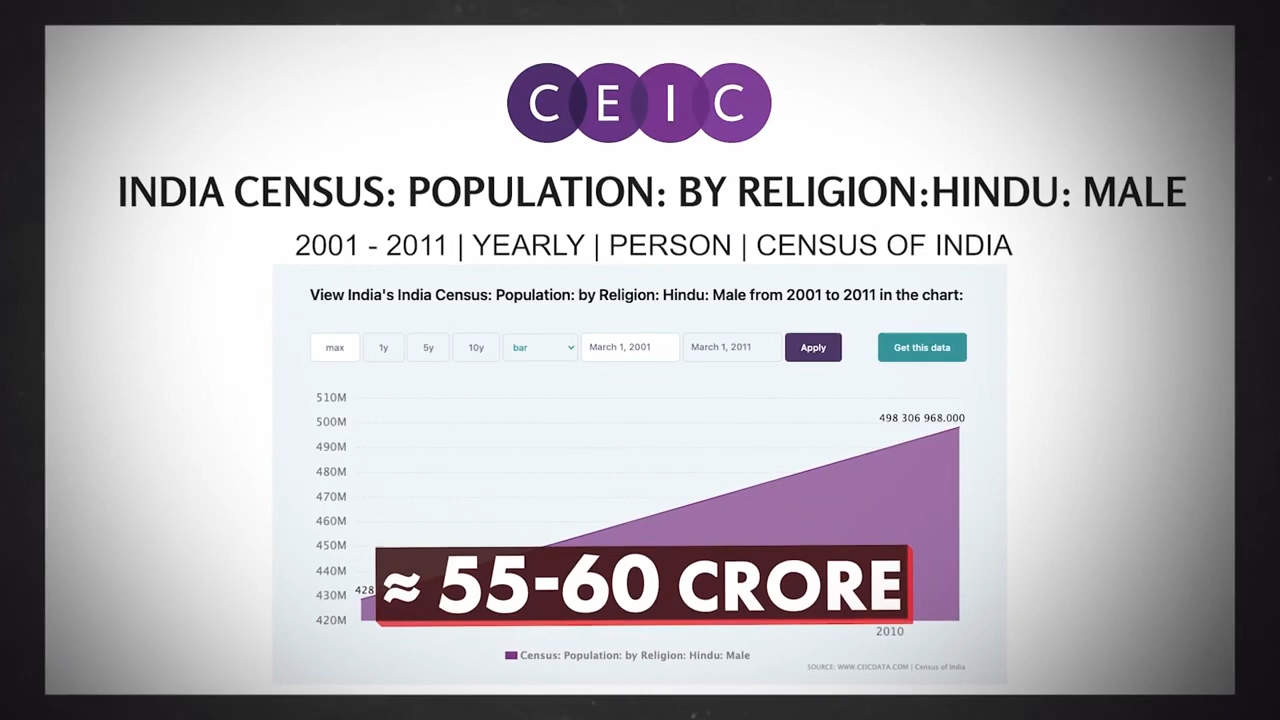 CEIC
INDIA CENSUS: POPULATION: BY RELIGION:HINDU: MALE
2001 - 2011 | YEARLY | PERSON | CENSUS OF INDIA
View India's India Census: Population: by Religion: Hindu: Male from 2001 to 2011 in the chart:
max 1y 5y 10y bar March 1, 2001 March 1, 2011 Apply Get this data
510M
498 306 968.000
500M
490M
480M
470M
460M
450M
440M
428
430M
420M
≈ 55-60 CRORE
2010
Census: Population: by Religion: Hindu: Male
SOURCE: WWW.CEICDATA.COM | Census of India